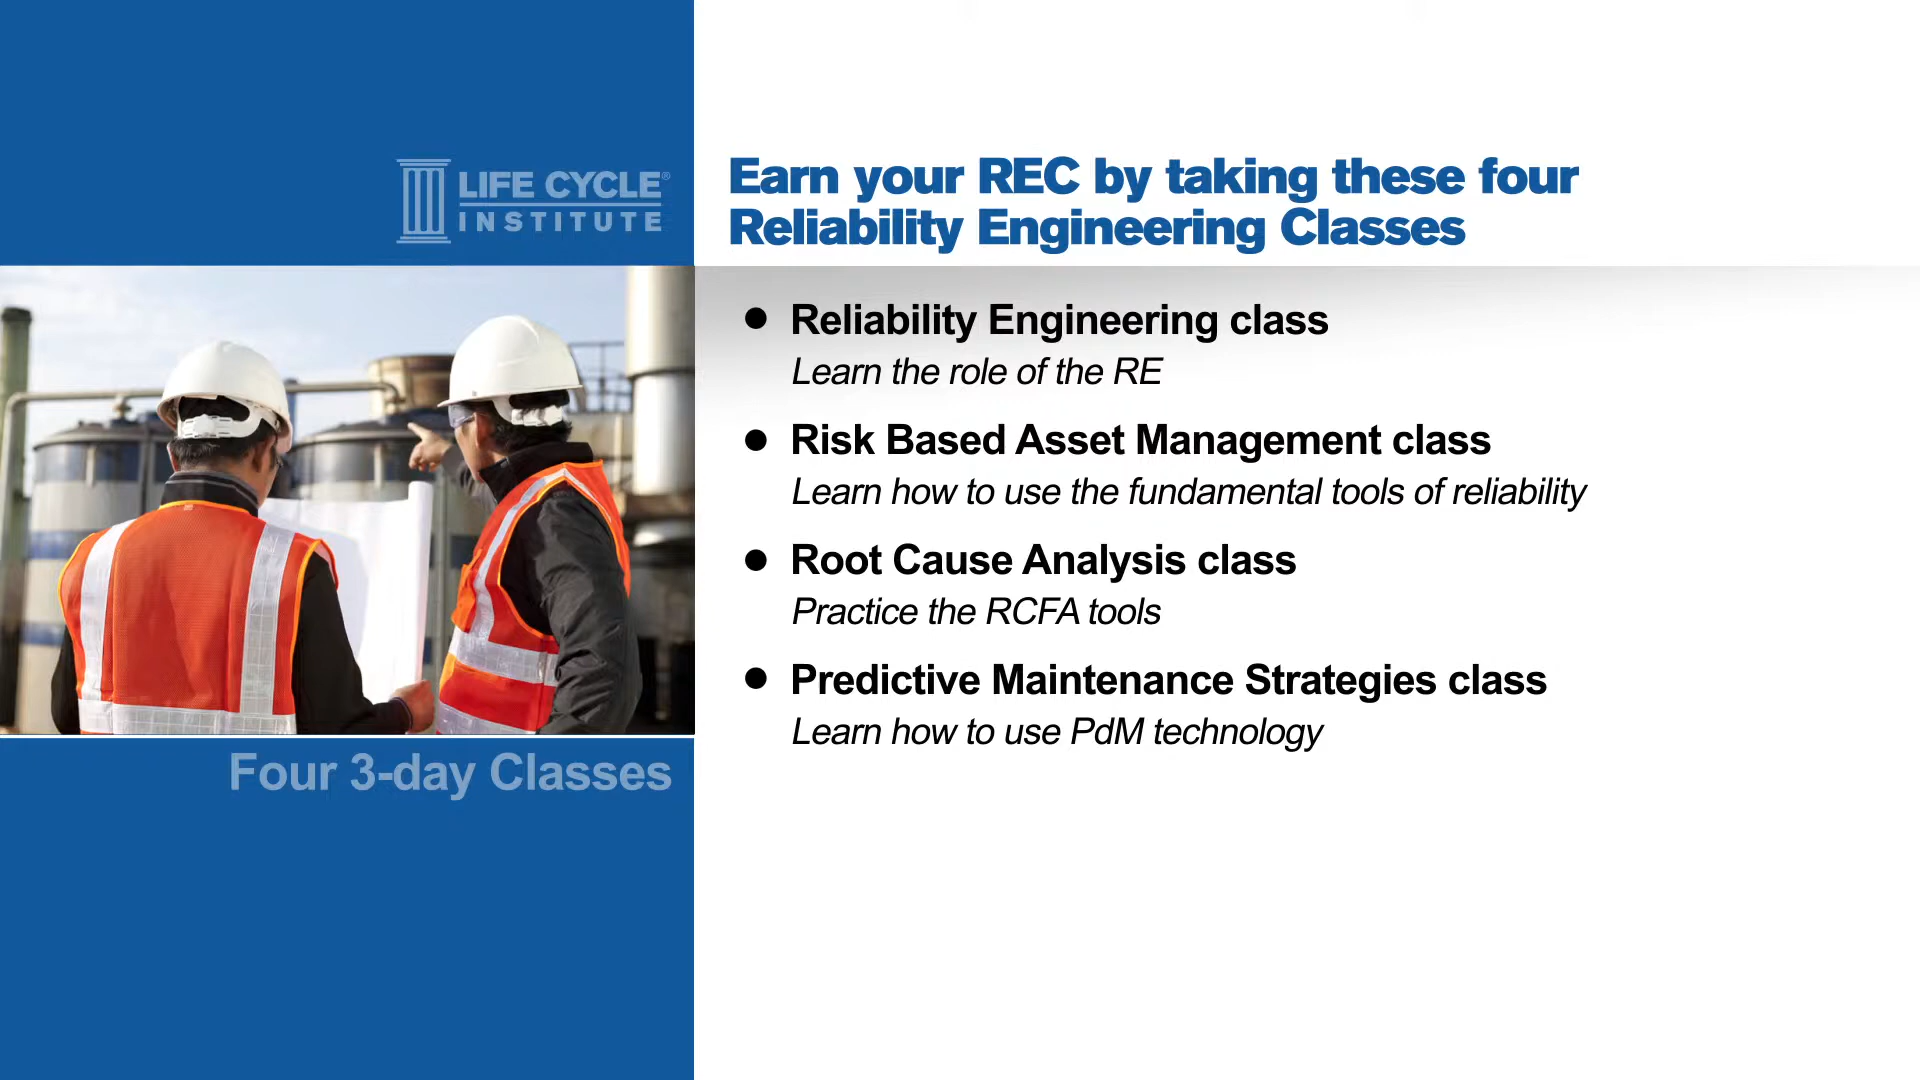 LIFE CYCLE®
INSTITUTE
Earn your REC by taking these four
Reliability Engineering Classes
● Reliability Engineering class
Learn the role of the RE
● Risk Based Asset Management class
Learn how to use the fundamental tools of reliability
● Root Cause Analysis class
Practice the RCFA tools
● Predictive Maintenance Strategies class
Learn how to use PdM technology
Four 3-day Classes